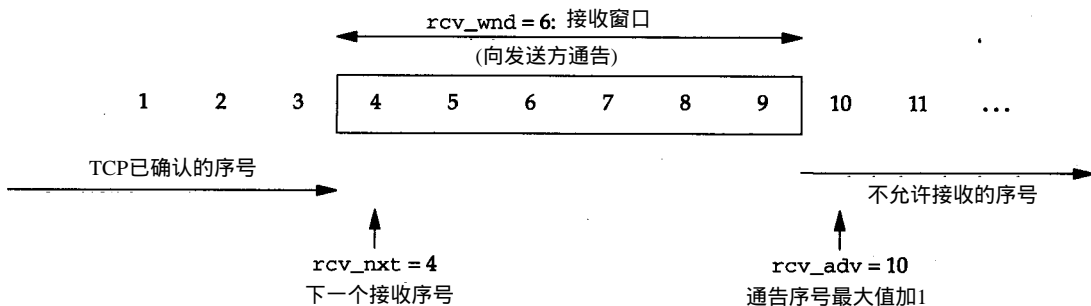 rcv_wnd = 6: 接收窗口
(向发送方通告)
1 2 3 4 5 6 7 8 9 10 11 ...
TCP已确认的序号
不允许接收的序号
rcv_nxt = 4
下一个接收序号
rcv_adv = 10
通告序号最大值加1